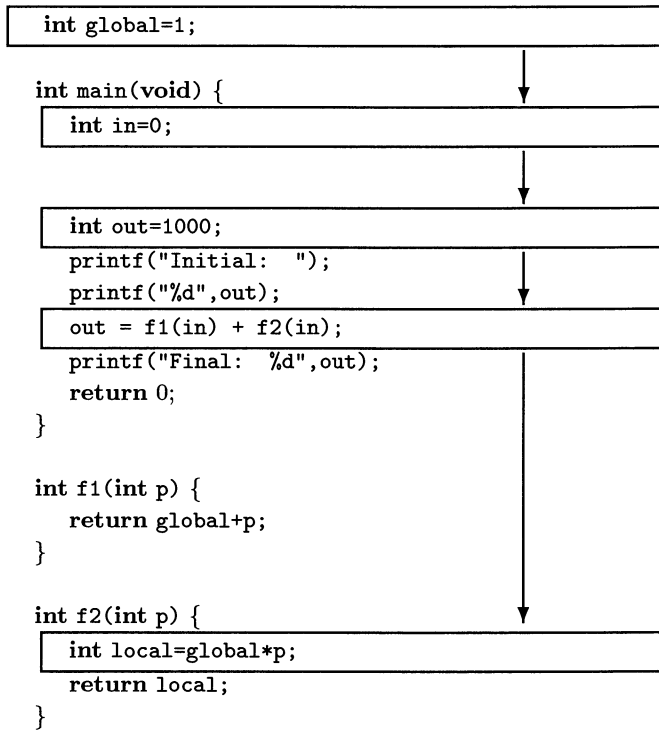 int global=1;
int main(void) {
int in=0;
int out=1000;
printf("Initial:  ");
printf("%d",out);
out = f1(in) + f2(in);
printf("Final:  %d",out);
return 0;
}
int f1(int p) {
return global+p;
}
int f2(int p) {
int local=global*p;
return local;
}